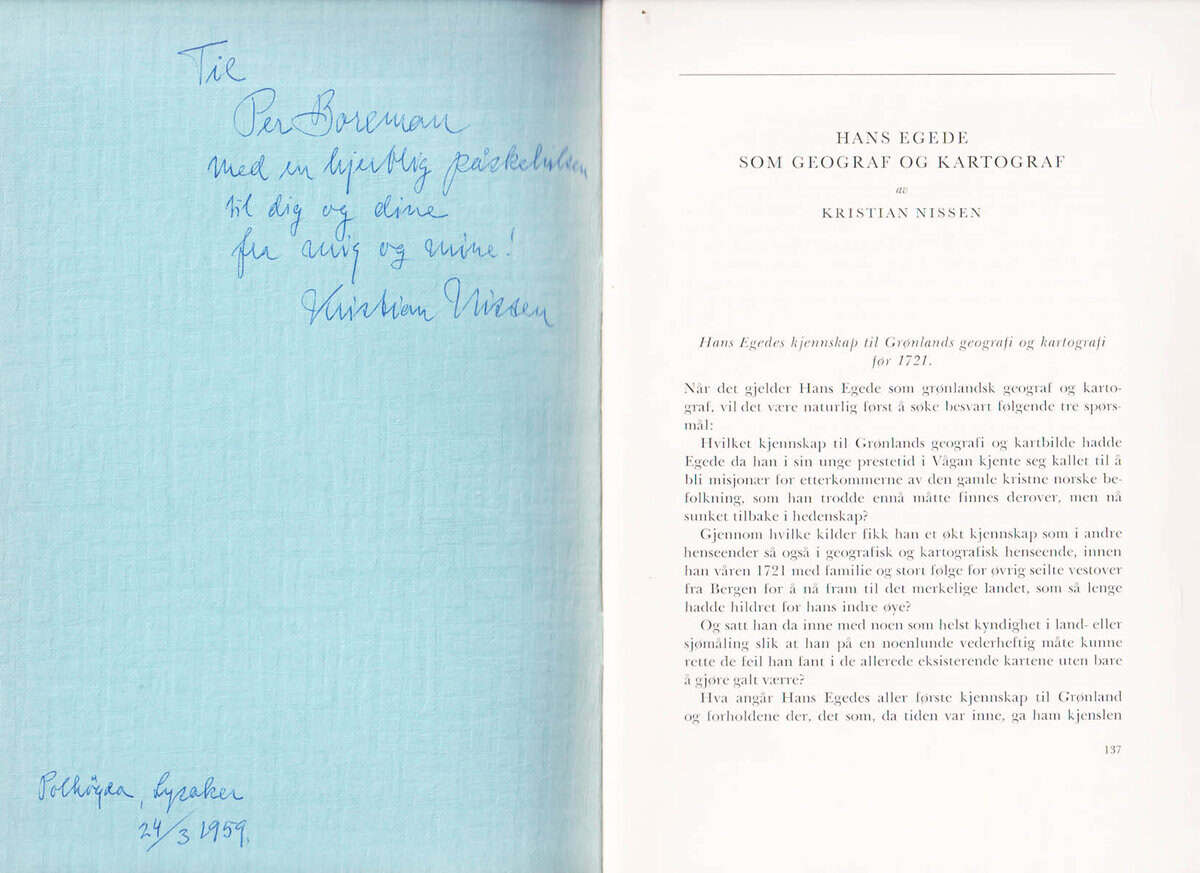 Til
Per Boreman
med en hjertlig påskehilsen
til dig og dine
fra mig og mine!
Kristian Nissen
Polhögda, Lysaker
24/3 1959.
HANS EGEDE
SOM GEOGRAF OG KARTOGRAF
av
KRISTIAN NISSEN
Hans Egedes kjennskap til Grønlands geografi og kartografi
før 1721.
Når det gjelder Hans Egede som grønlandsk geograf og karto-
graf, vil det være naturlig først å søke besvart følgende tre spørs-
mål:
Hvilket kjennskap til Grønlands geografi og kartbilde hadde
Egede da han i sin unge prestetid i Vågan kjente seg kallet til å
bli misjonær for etterkommerne av den gamle kristne norske be-
folkning, som han trodde ennå måtte finnes derover, men nå
sunket tilbake i hedenskap?
Gjennom hvilke kilder fikk han et økt kjennskap som i andre
henseender så også i geografisk og kartografisk henseende, innen
han våren 1721 med familie og stort følge for øvrig seilte vestover
fra Bergen for å nå fram til det merkelige landet, som så lenge
hadde hildret for hans indre øye?
Og satt han da inne med noen som helst kyndighet i land- eller
sjømåling slik at han på en noenlunde vederheftig måte kunne
rette de feil han fant i de allerede eksisterende kartene uten bare
å gjøre galt værre?
Hva angår Hans Egedes aller første kjennskap til Grønland
og forholdene der, det som, da tiden var inne, ga ham kjenslen
137